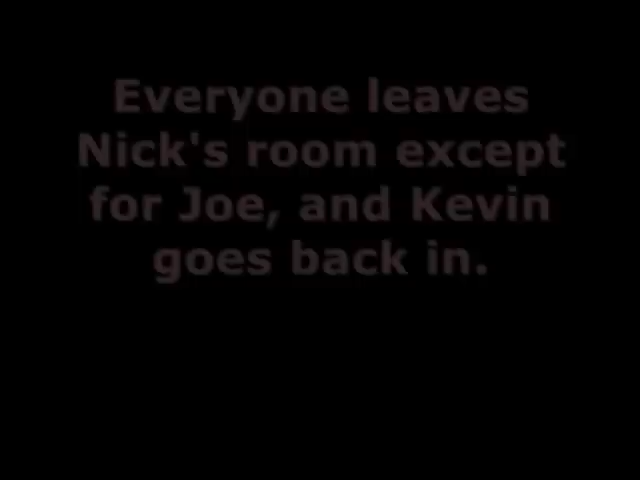 Everyone leaves
Nick's room except
for Joe, and Kevin
goes back in.